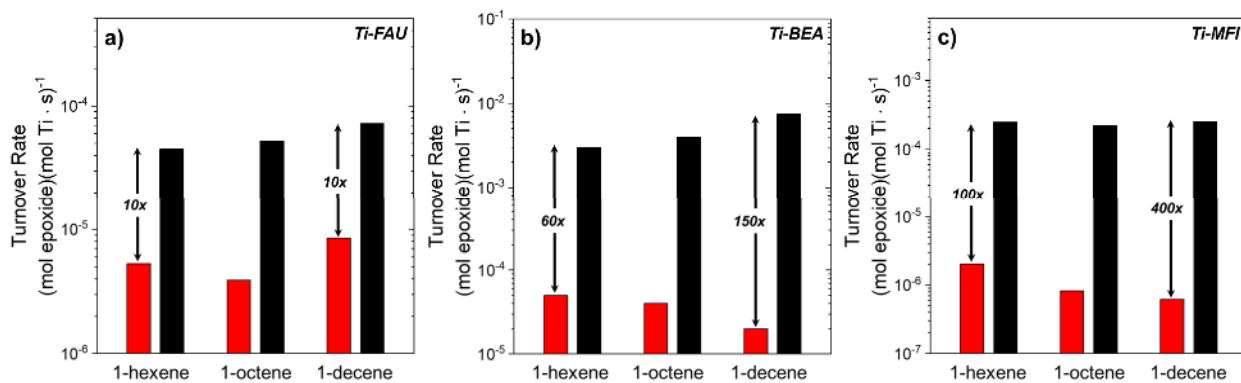 a)
Ti-FAU
Turnover Rate
(mol epoxide)(mol Ti · s)⁻¹
10⁻⁴
10⁻⁵
10⁻⁶
10x
10x
1-hexene 1-octene 1-decene
b)
Ti-BEA
Turnover Rate
(mol epoxide)(mol Ti · s)⁻¹
10⁻¹
10⁻²
10⁻³
10⁻⁴
10⁻⁵
60x
150x
1-hexene 1-octene 1-decene
c)
Ti-MFI
Turnover Rate
(mol epoxide)(mol Ti · s)⁻¹
10⁻³
10⁻⁴
10⁻⁵
10⁻⁶
10⁻⁷
100x
400x
1-hexene 1-octene 1-decene